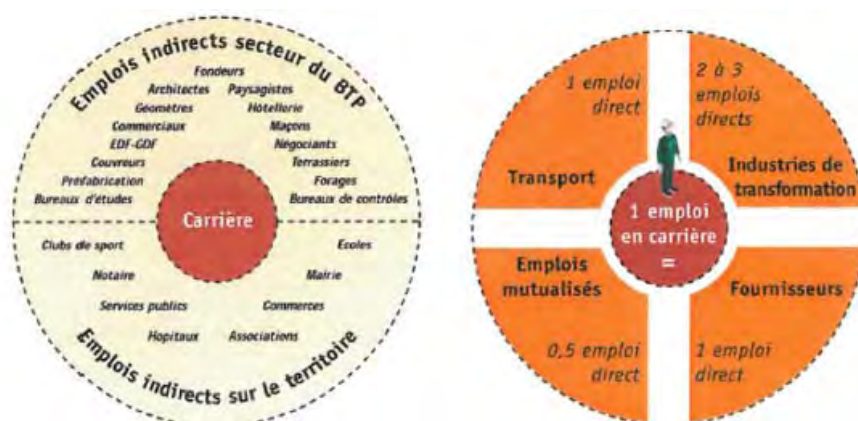 Emplois indirects secteur du BTP
Fondeurs
Architectes Paysagistes
Géomètres Hôtellerie
Commerciaux Maçons
EDF-GDF Négociants
Couvreurs Terrassiers
Préfabrication Forages
Bureaux d'études Bureaux de contrôles
Carrière
Clubs de sport Ecoles
Notaire Mairie
Services publics Commerces
Hopitaux Associations
Emplois indirects sur le territoire
1 emploi
direct
Transport
2 à 3
emplois
directs
Industries de
transformation
1 emploi
en carrière
=
Emplois
mutualisés
0,5 emploi
direct
Fournisseurs
1 emploi
direct